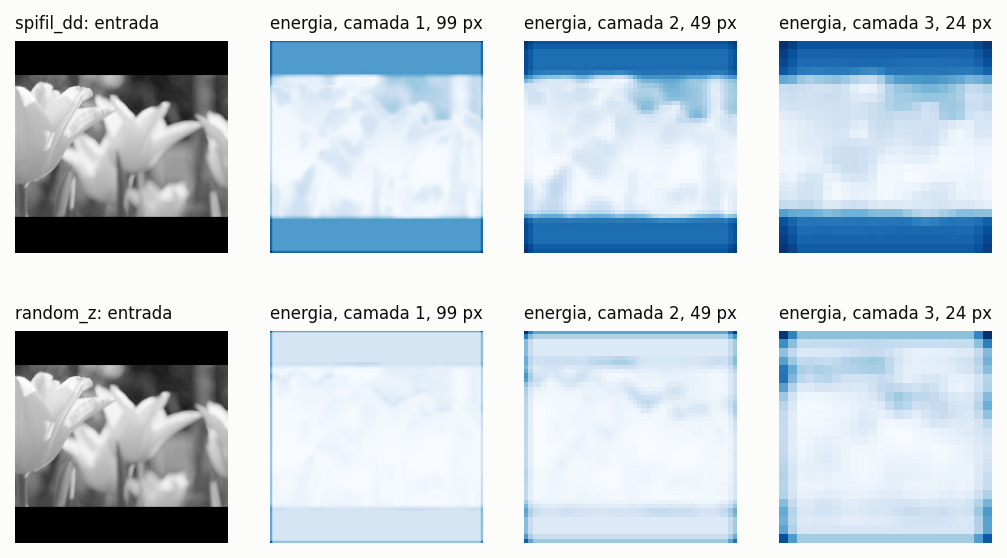 spifil_dd: entrada
energia, camada 1, 99 px
energia, camada 2, 49 px
energia, camada 3, 24 px
random_z: entrada
energia, camada 1, 99 px
energia, camada 2, 49 px
energia, camada 3, 24 px